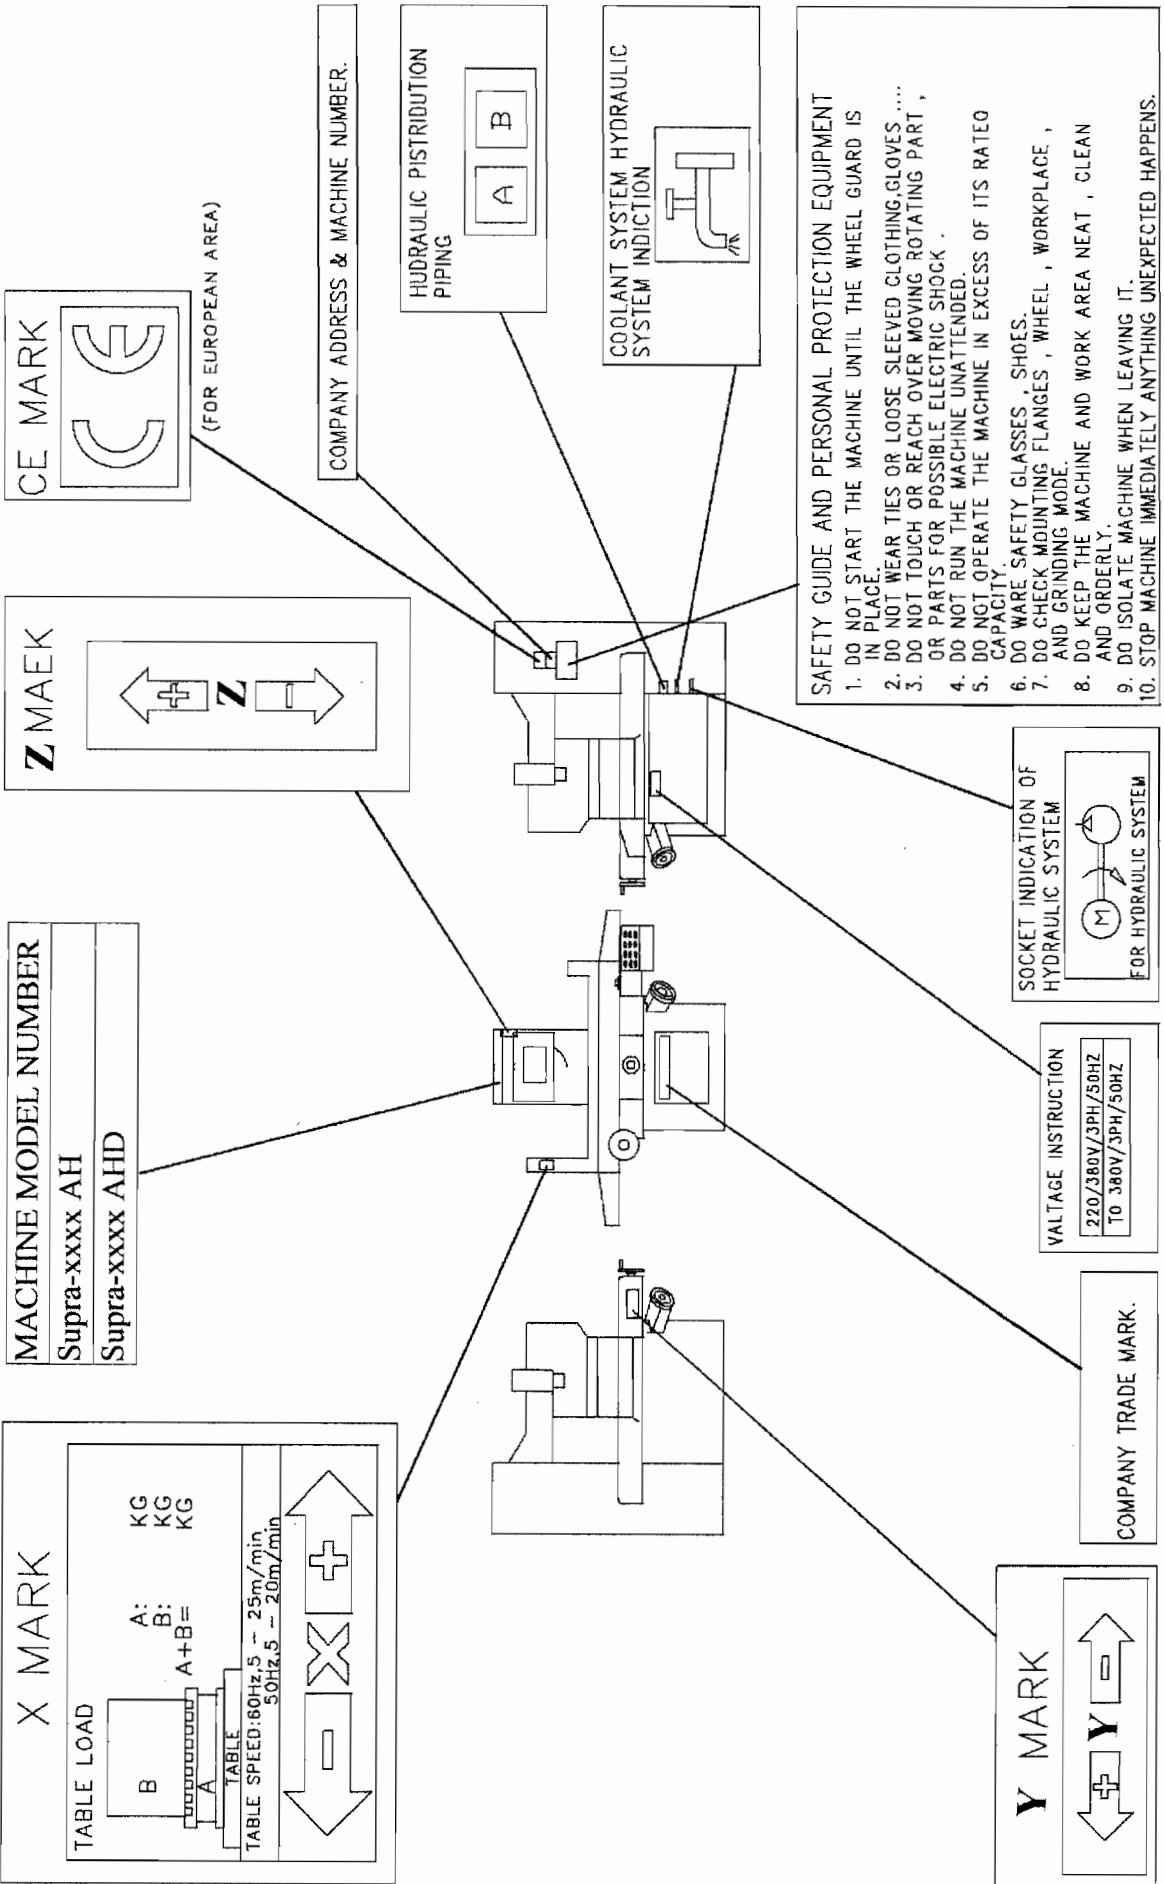 X MARK
TABLE LOAD
B
A
TABLE
A: KG
B: KG
A+B= KG
TABLE SPEED:60Hz,5 - 25m/min
50Hz,5 - 20m/min
- X +
MACHINE MODEL NUMBER
Supra-xxxx AH
Supra-xxxx AHD
Z MAEK
+
Z
-
CE MARK
CE
(FOR EUROPEAN AREA)
COMPANY ADDRESS & MACHINE NUMBER.
HUDRAULIC PISTRIDUTION
PIPING
A B
COOLANT SYSTEM HYDRAULIC
SYSTEM INDICTION
Y MARK
+ Y -
COMPANY TRADE MARK.
VALTAGE INSTRUCTION
220/380V/3PH/50HZ
TO 380V/3PH/50HZ
SOCKET INDICATION OF
HYDRAULIC SYSTEM
M
FOR HYDRAULIC SYSTEM
SAFETY GUIDE AND PERSONAL PROTECTION EQUIPMENT
1. DO NOT START THE MACHINE UNTIL THE WHEEL GUARD IS
IN PLACE.
2. DO NOT WEAR TIES OR LOOSE SLEEVED CLOTHING,GLOVES ....
3. DO NOT TOUCH OR REACH OVER MOVING ROTATING PART ,
OR PARTS FOR POSSIBLE ELECTRIC SHOCK .
4. DO NOT RUN THE MACHINE UNATTENDED.
5. DO NOT OPERATE THE MACHINE IN EXCESS OF ITS RATEO
CAPACITY.
6. DO WARE SAFETY GLASSES , SHOES.
7. DO CHECK MOUNTING FLANGES , WHEEL , WORKPLACE ,
AND GRINDING MODE.
8. DO KEEP THE MACHINE AND WORK AREA NEAT , CLEAN
AND ORDERLY.
9. DO ISOLATE MACHINE WHEN LEAVING IT.
10. STOP MACHINE IMMEDIATELY ANYTHING UNEXPECTED HAPPENS.